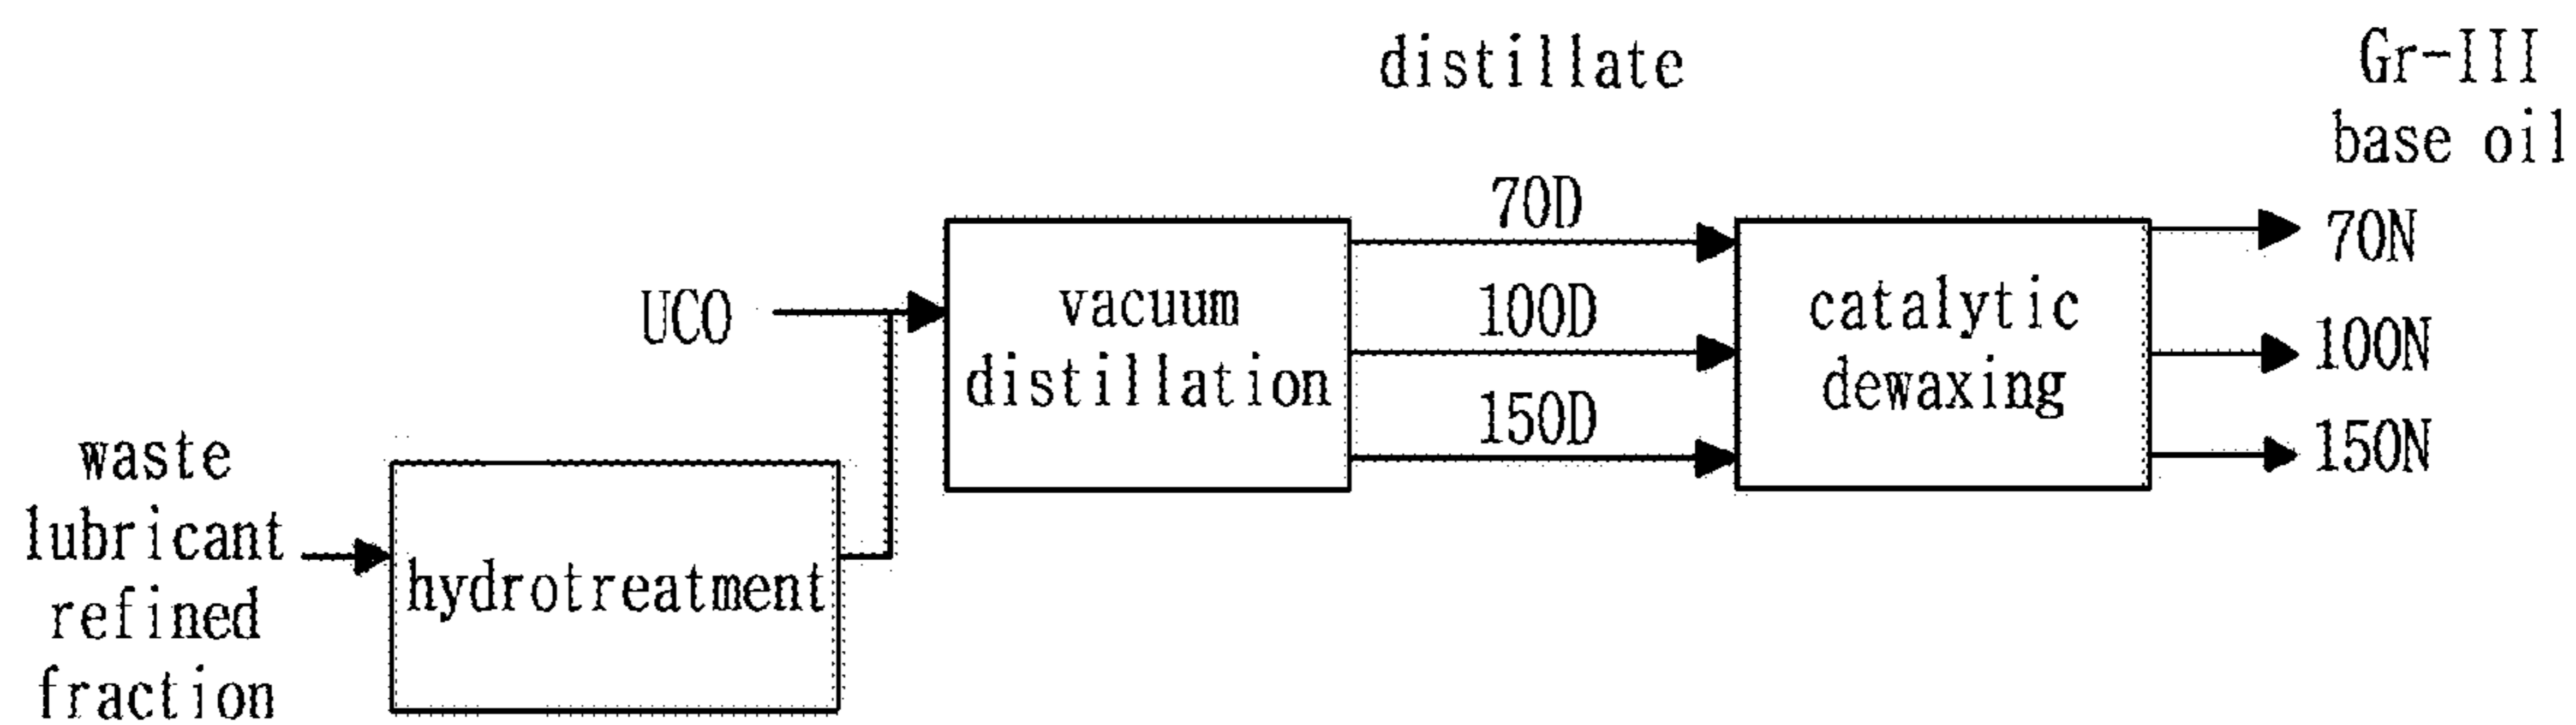 distillate
Gr-III
base oil
70D
70N
UCO
vacuum
distillation
100D
catalytic
dewaxing
100N
150D
150N
waste
lubricant
refined
fraction
hydrotreatment